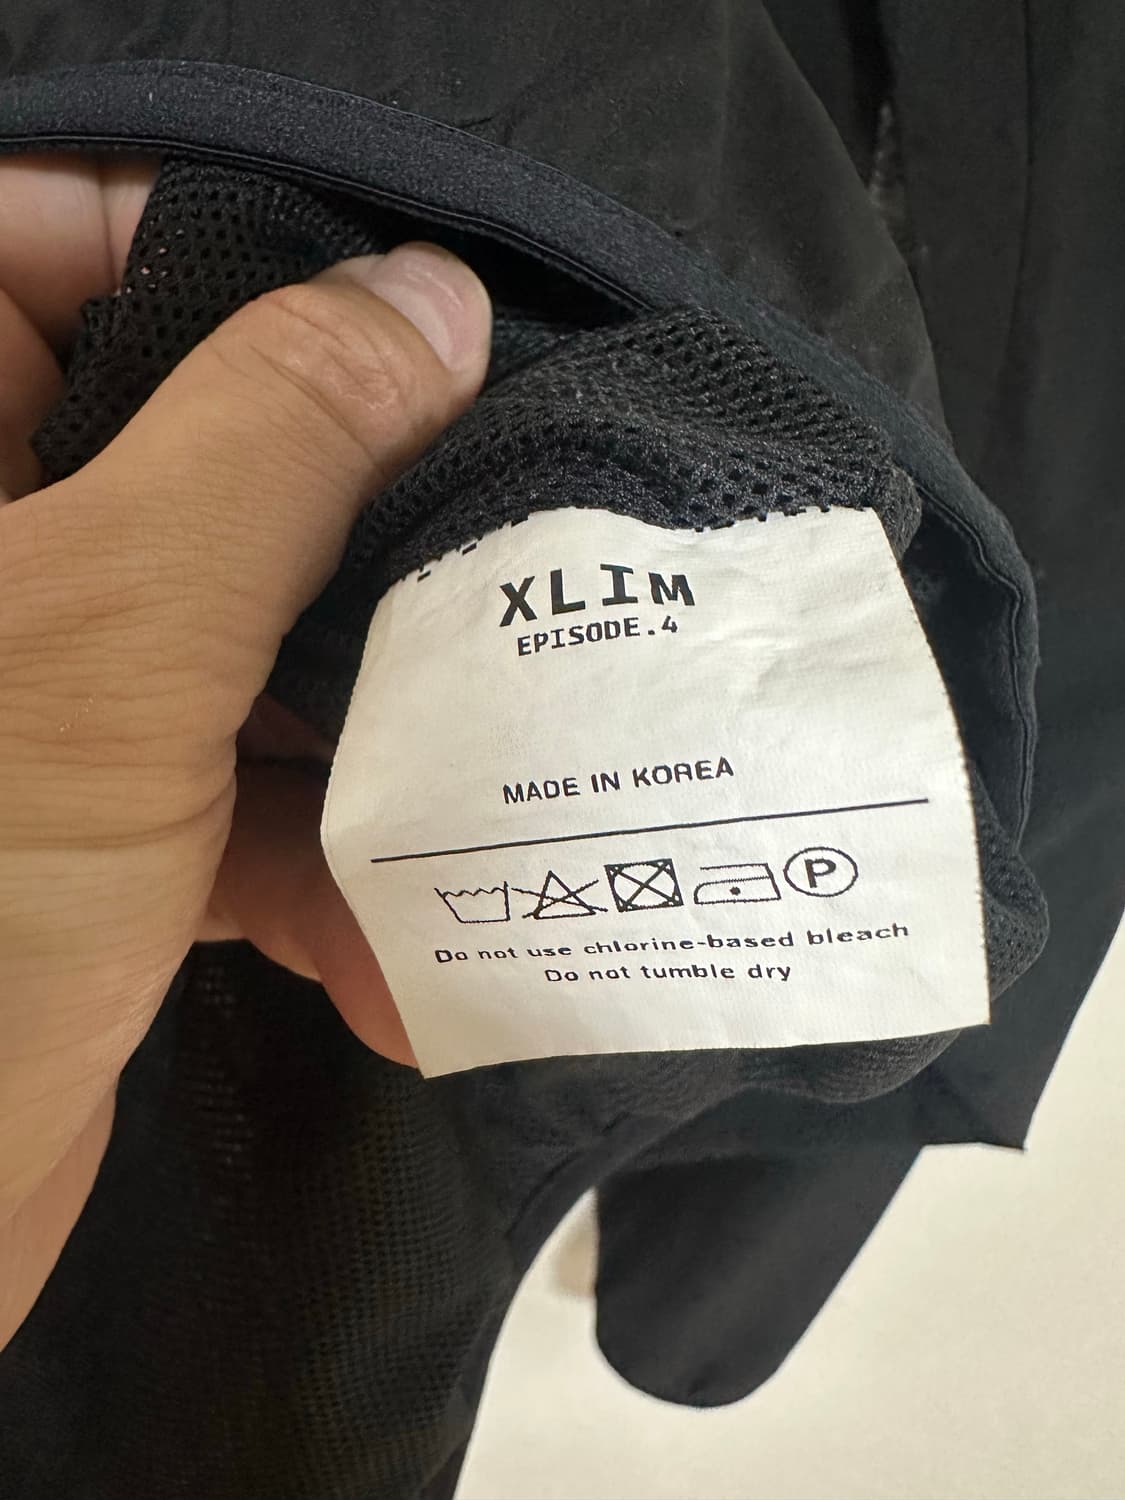 XLIM
EPISODE.4
MADE IN KOREA
P
Do not use chlorine-based bleach
Do not tumble dry